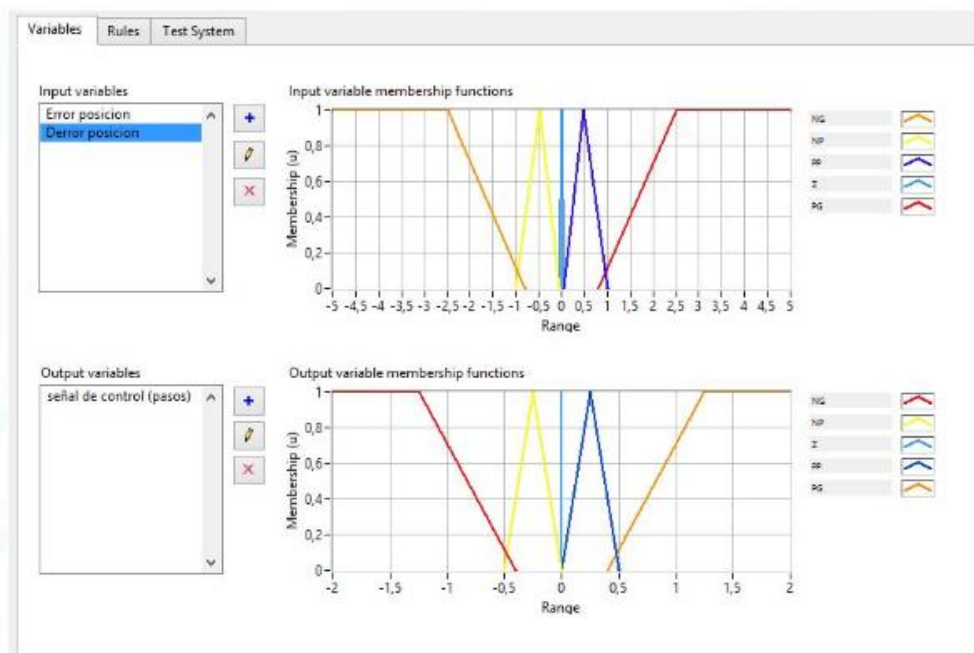 Variables Rules Test System
Input variables
Error posicion
Derror posicion
Input variable membership functions
Membership (u)
1
0,8
0,6
0,4
0,2
0
-5 -4,5 -4 -3,5 -3 -2,5 -2 -1,5 -1 -0,5 0 0,5 1 1,5 2 2,5 3 3,5 4 4,5 5
Range
NG
NP
PP
Z
PG
Output variables
señal de control (pasos)
Output variable membership functions
Membership (u)
1
0,8
0,6
0,4
0,2
0
-2 -1,5 -1 -0,5 0 0,5 1 1,5 2
Range
NG
NP
Z
PP
PG